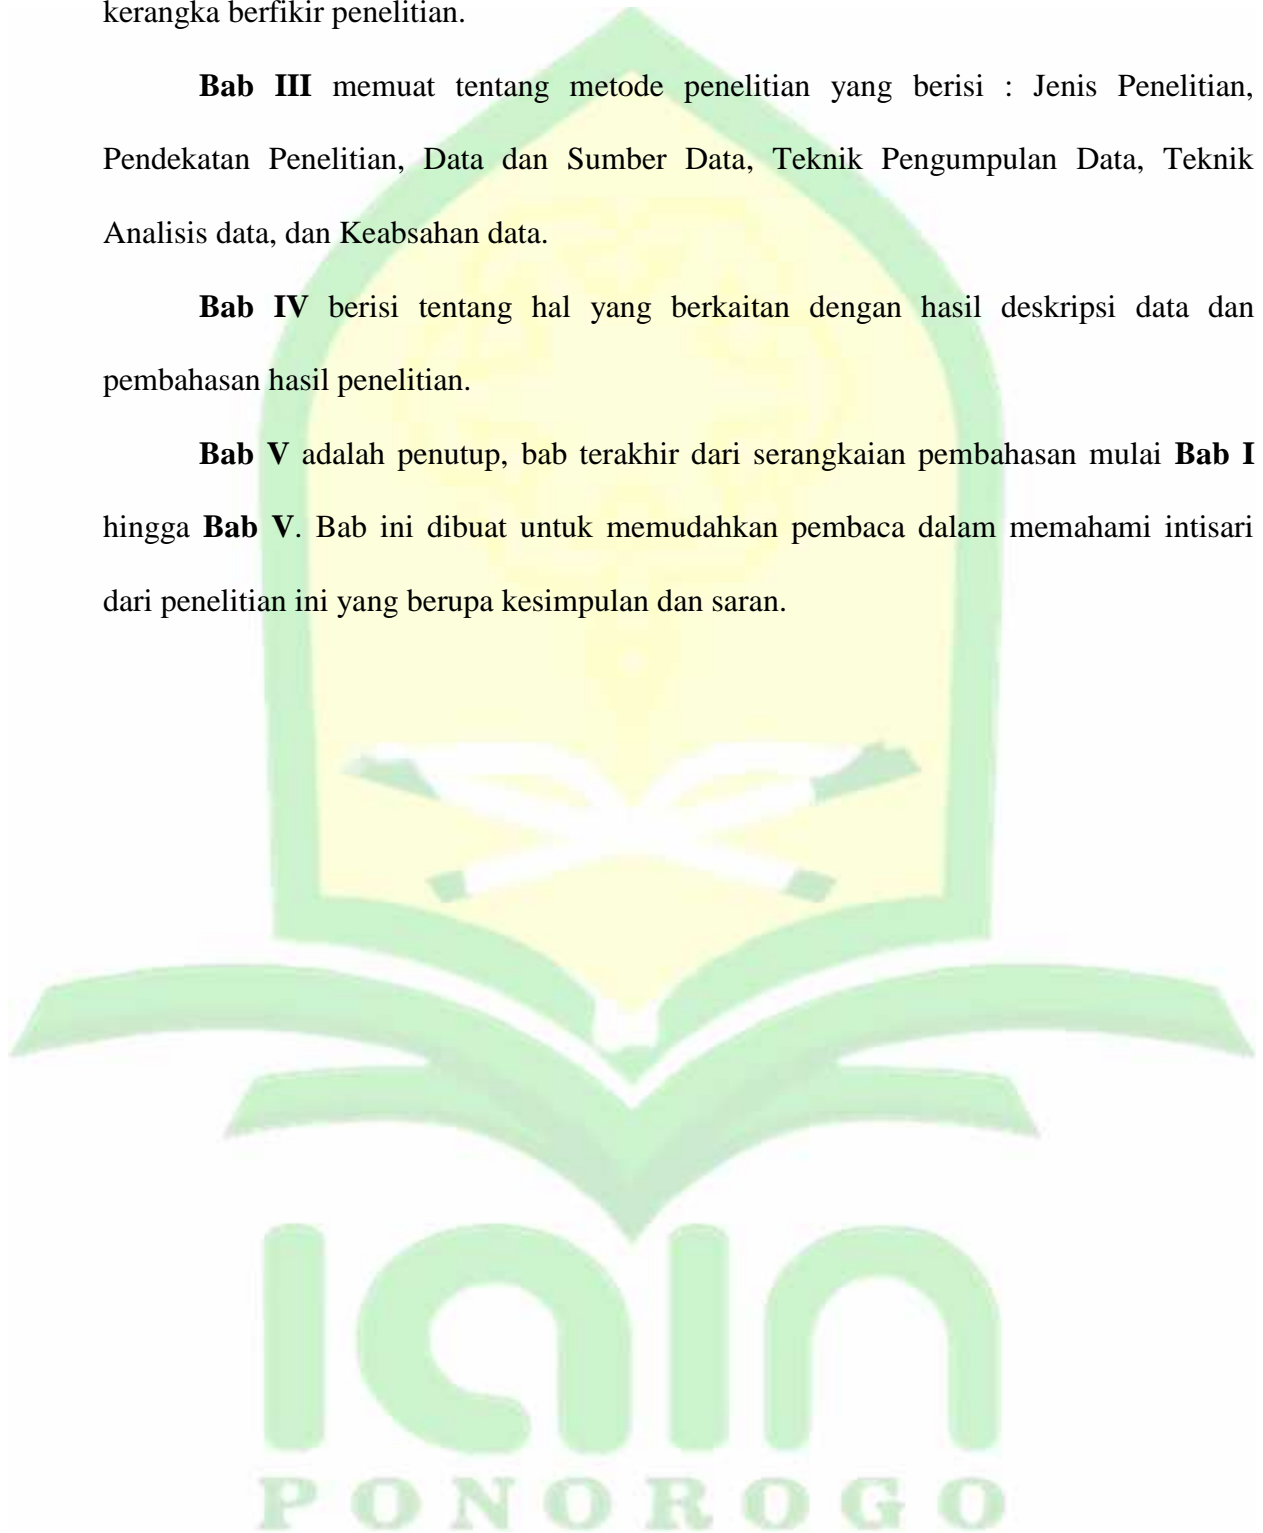 kerangka berfikir penelitian.
Bab III memuat tentang metode penelitian yang berisi : Jenis Penelitian,
Pendekatan Penelitian, Data dan Sumber Data, Teknik Pengumpulan Data, Teknik
Analisis data, dan Keabsahan data.
Bab IV berisi tentang hal yang berkaitan dengan hasil deskripsi data dan
pembahasan hasil penelitian.
Bab V adalah penutup, bab terakhir dari serangkaian pembahasan mulai Bab I
hingga Bab V. Bab ini dibuat untuk memudahkan pembaca dalam memahami intisari
dari penelitian ini yang berupa kesimpulan dan saran.
IAIN
PONOROGO